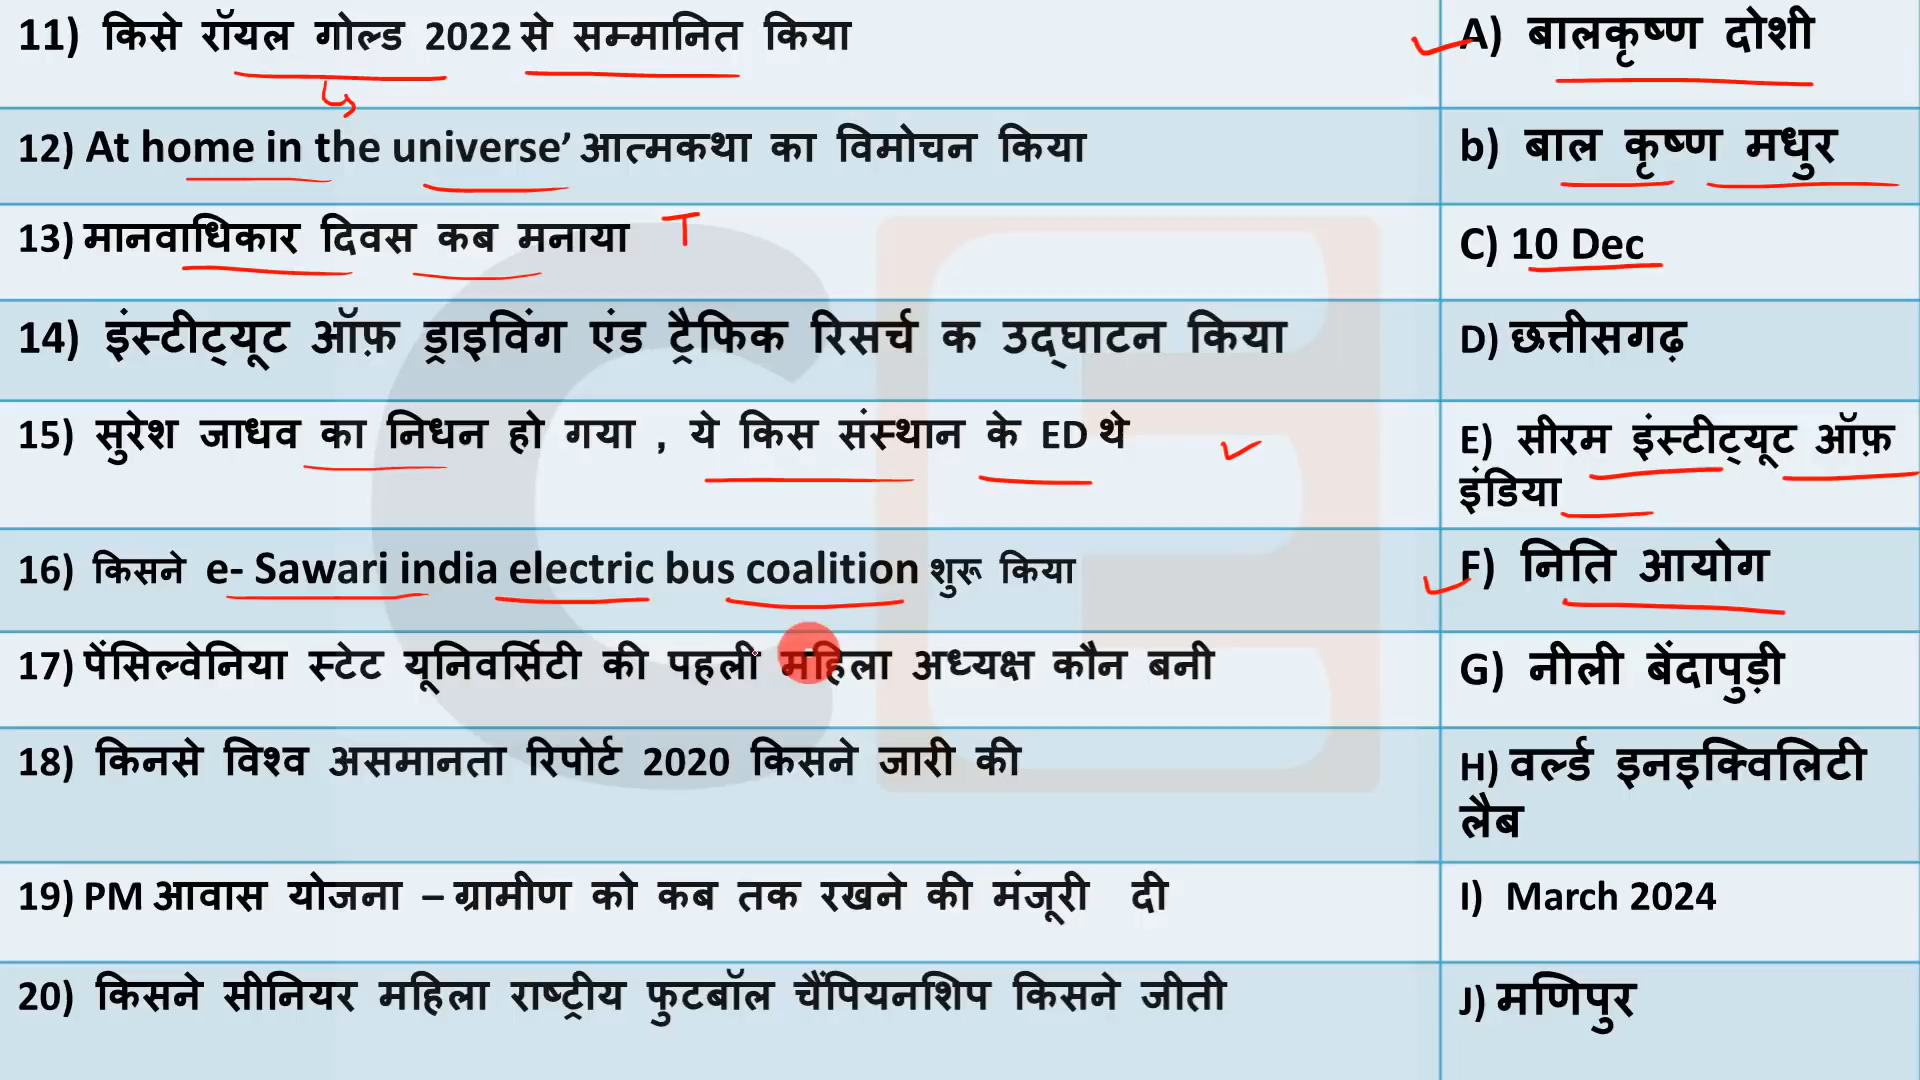 11) किसे रॉयल गोल्ड 2022 से सम्मानित किया
A) बालकृष्ण दोशी
12) At home in the universe’ आत्मकथा का विमोचन किया
b) बाल कृष्ण मधुर
13) मानवाधिकार दिवस कब मनाया
C) 10 Dec
14) इंस्टीट्यूट ऑफ़ ड्राइविंग एंड ट्रैफिक रिसर्च क उद्घाटन किया
D) छत्तीसगढ़
15) सुरेश जाधव का निधन हो गया , ये किस संस्थान के ED थे
E) सीरम इंस्टीट्यूट ऑफ़
इंडिया
16) किसने e- Sawari india electric bus coalition शुरू किया
F) निति आयोग
17) पेंसिल्वेनिया स्टेट यूनिवर्सिटी की पहली महिला अध्यक्ष कौन बनी
G) नीली बेंदापुड़ी
18) किनसे विश्व असमानता रिपोर्ट 2020 किसने जारी की
H) वर्ल्ड इनइक्विलिटी
लैब
19) PM आवास योजना – ग्रामीण को कब तक रखने की मंजूरी दी
I) March 2024
20) किसने सीनियर महिला राष्ट्रीय फुटबॉल चैंपियनशिप किसने जीती
J) मणिपुर